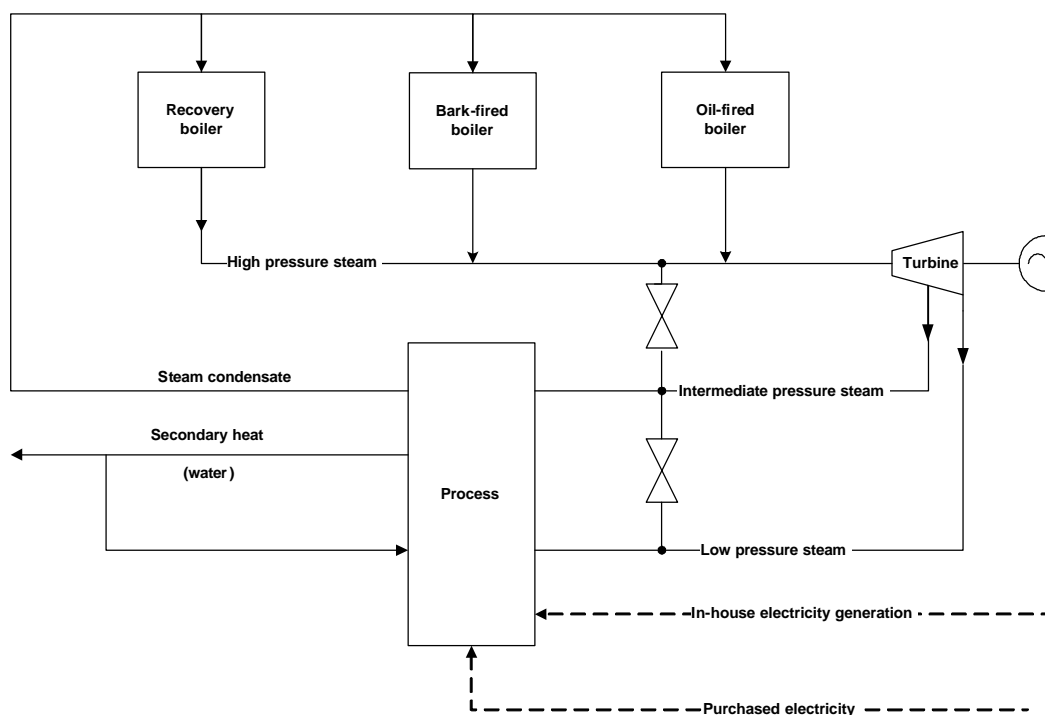 Recovery
boiler
Bark-fired
boiler
Oil-fired
boiler
High pressure steam
Turbine
Steam condensate
Intermediate pressure steam
Secondary heat
(water)
Process
Low pressure steam
In-house electricity generation
Purchased electricity